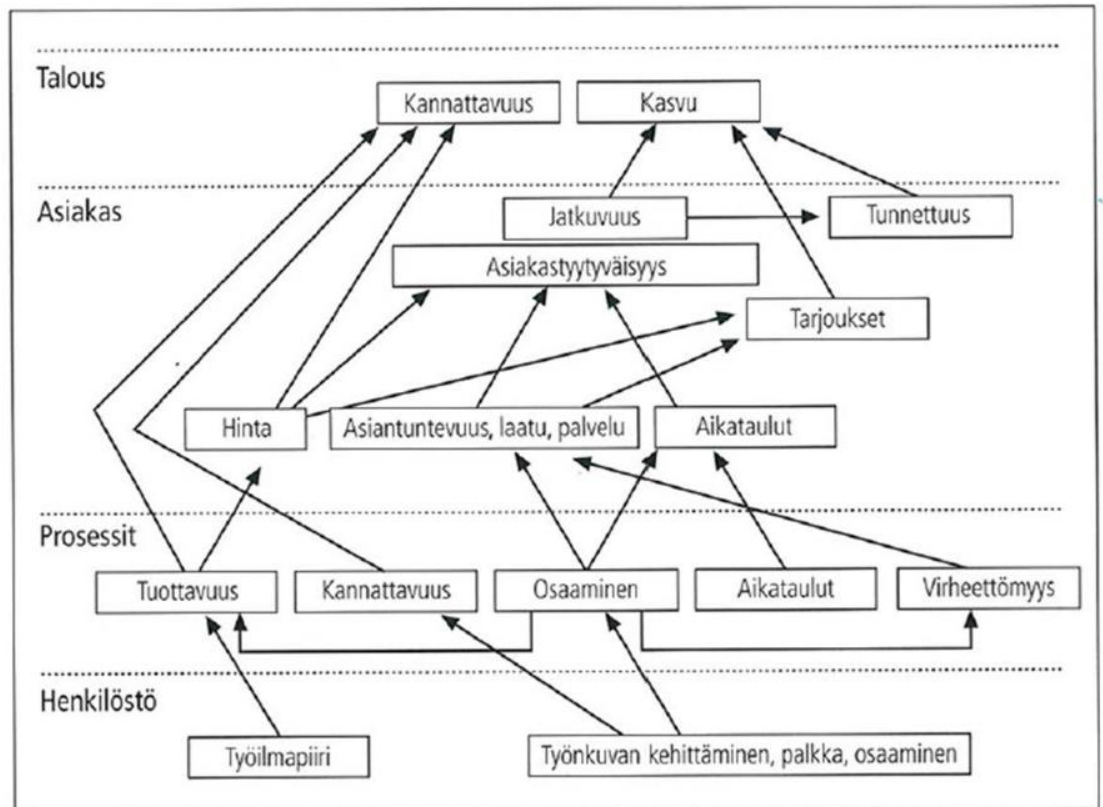 Talous
Kannattavuus
Kasvu
Asiakas
Jatkuvuus
Tunnettuus
Asiakastyytyväisyys
Tarjoukset
Hinta
Asiantuntevuus, laatu, palvelu
Aikataulut
Prosessit
Tuottavuus
Kannattavuus
Osaaminen
Aikataulut
Virheettömyys
Henkilöstö
Työilmapiiri
Työnkuvan kehittäminen, palkka, osaaminen